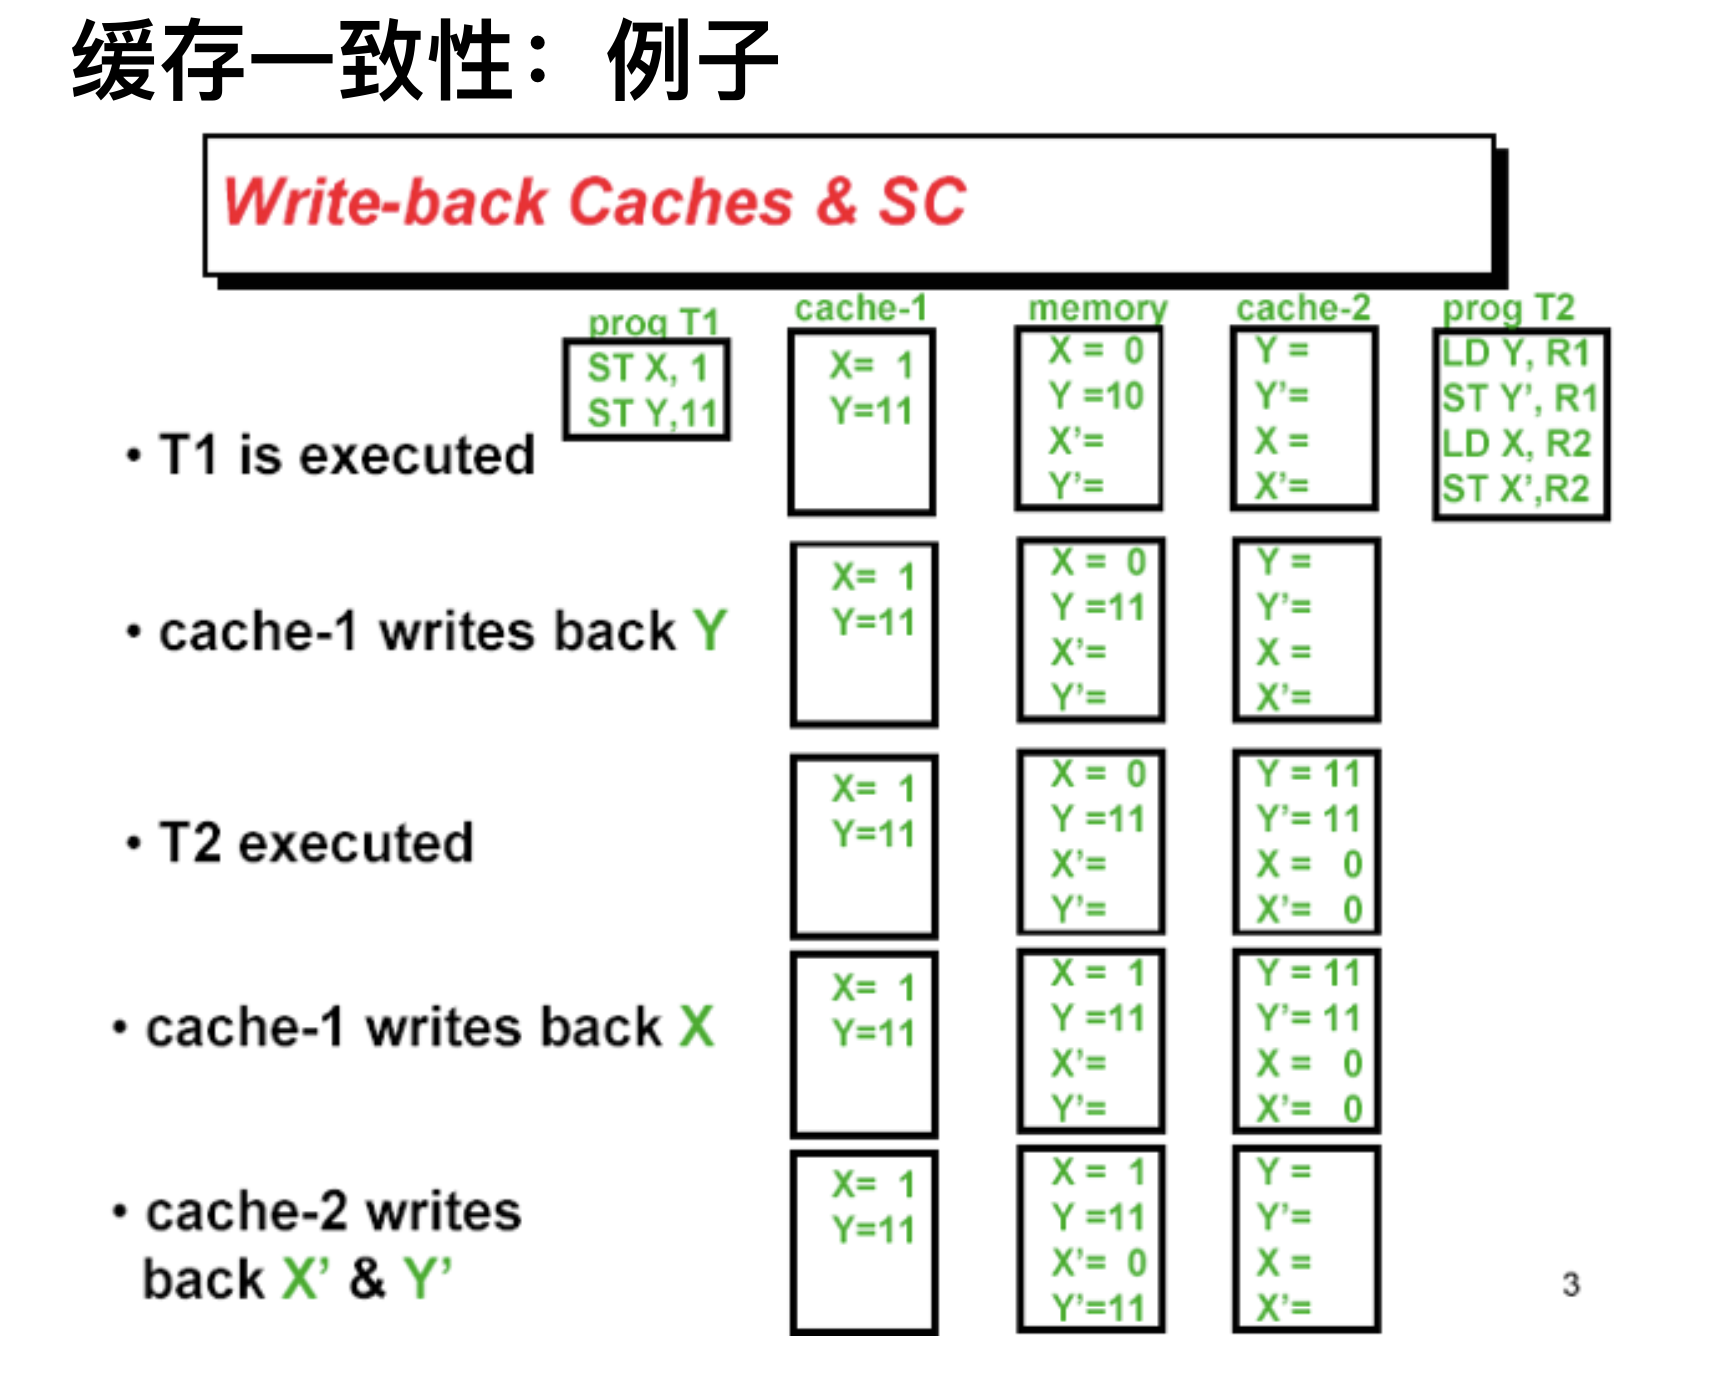 缓存一致性：例子
Write-back Caches & SC
prog T1
cache-1
memory
cache-2
prog T2
ST X, 1
ST Y,11
X= 1
Y=11
X = 0
Y =10
X’=
Y’=
Y =
Y’=
X =
X’=
LD Y, R1
ST Y’, R1
LD X, R2
ST X’,R2
• T1 is executed
• cache-1 writes back Y
X= 1
Y=11
X = 0
Y =11
X’=
Y’=
Y =
Y’=
X =
X’=
• T2 executed
X= 1
Y=11
X = 0
Y =11
X’=
Y’=
Y = 11
Y’= 11
X = 0
X’= 0
• cache-1 writes back X
X= 1
Y=11
X = 1
Y =11
X’=
Y’=
Y = 11
Y’= 11
X = 0
X’= 0
• cache-2 writes
back X’ & Y’
X= 1
Y=11
X = 1
Y =11
X’= 0
Y’=11
Y =
Y’=
X =
X’=
3